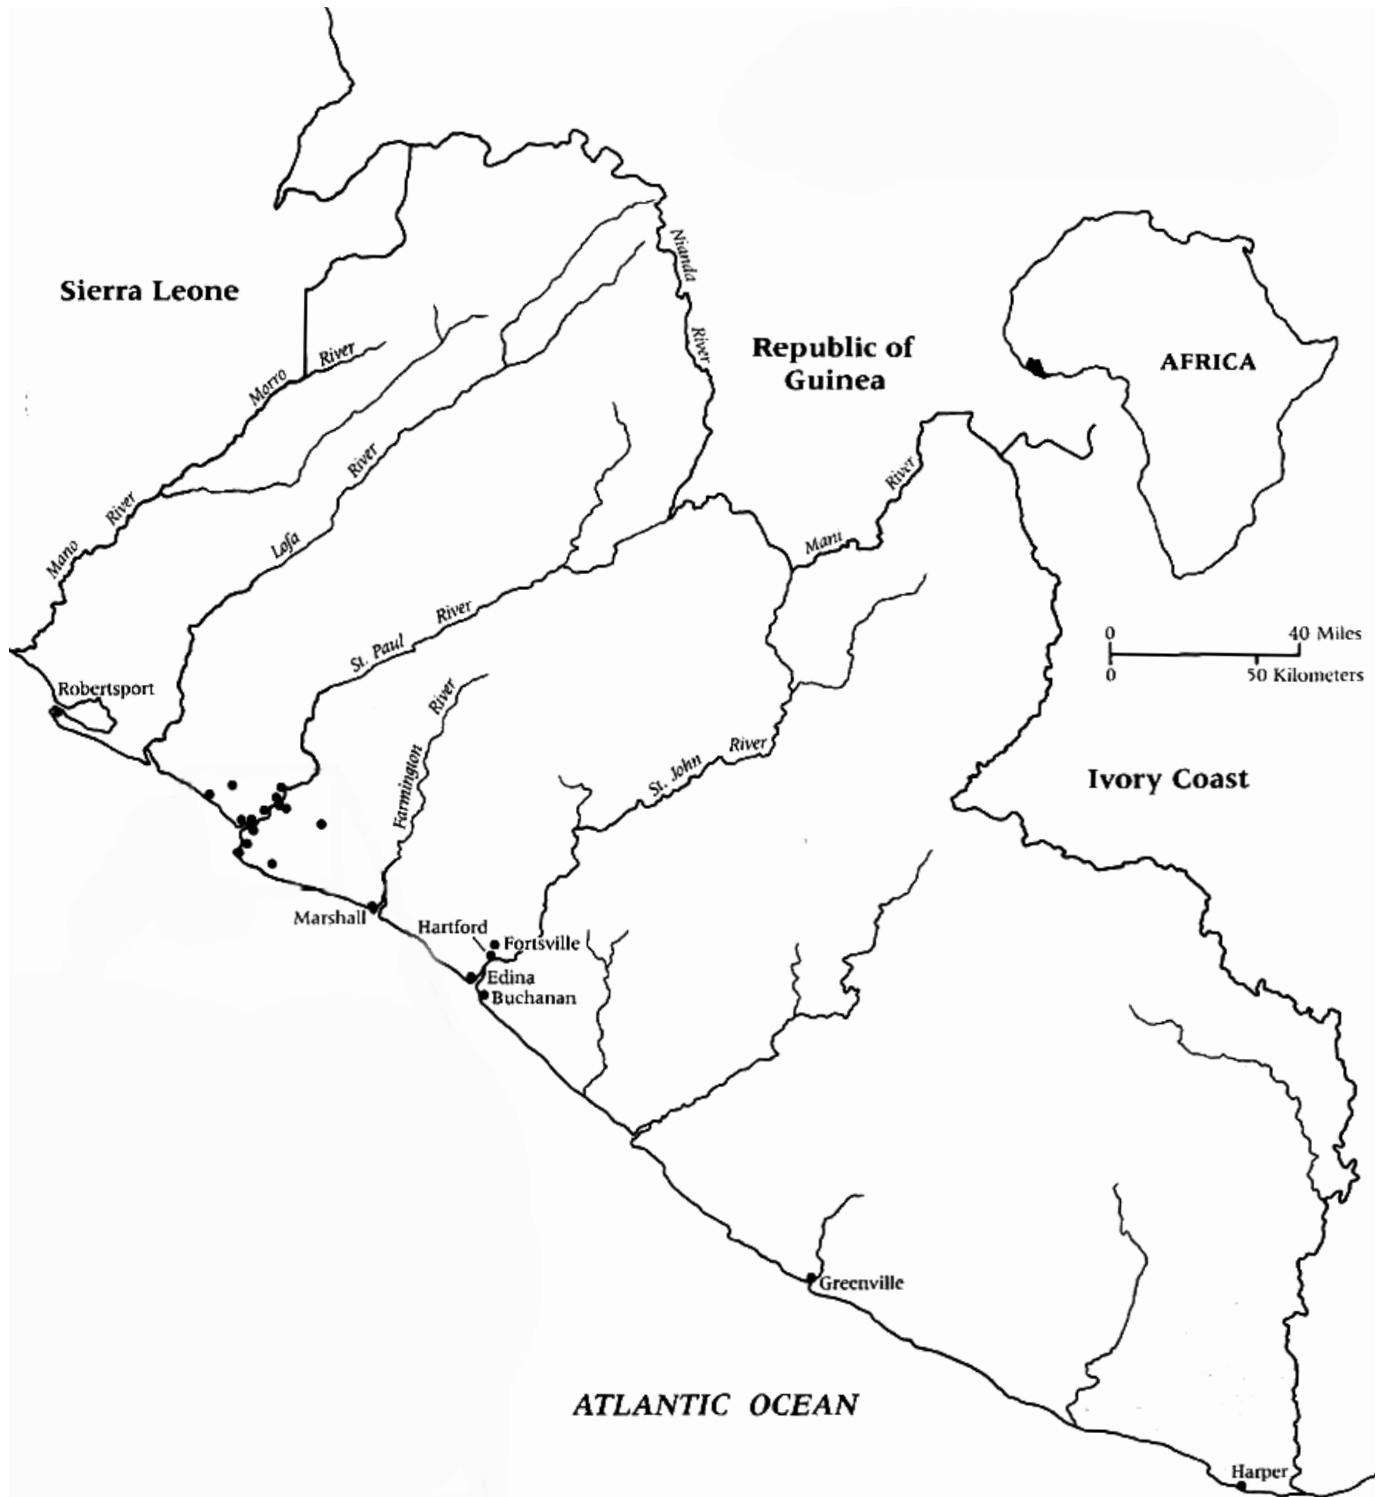 Sierra Leone
Nianda
River
Republic of
Guinea
AFRICA
Morro
River
River
Lofa
River
Mano
River
Mani
0
40 Miles
0
50 Kilometers
St. Paul
River
Robertsport
Farmington
River
St. John
River
Ivory Coast
Marshall
Hartford
Fortsville
Edina
Buchanan
Greenville
ATLANTIC OCEAN
Harper
River